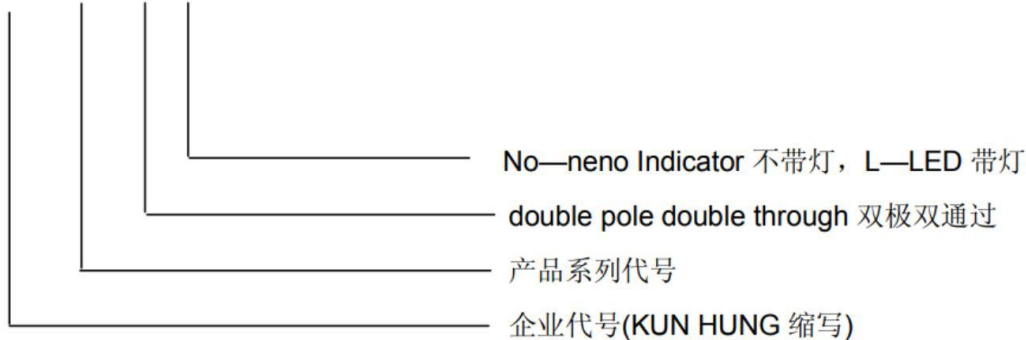 No—neno Indicator 不带灯，L—LED 带灯
double pole double through 双极双通过
产品系列代号
企业代号(KUN HUNG 缩写)